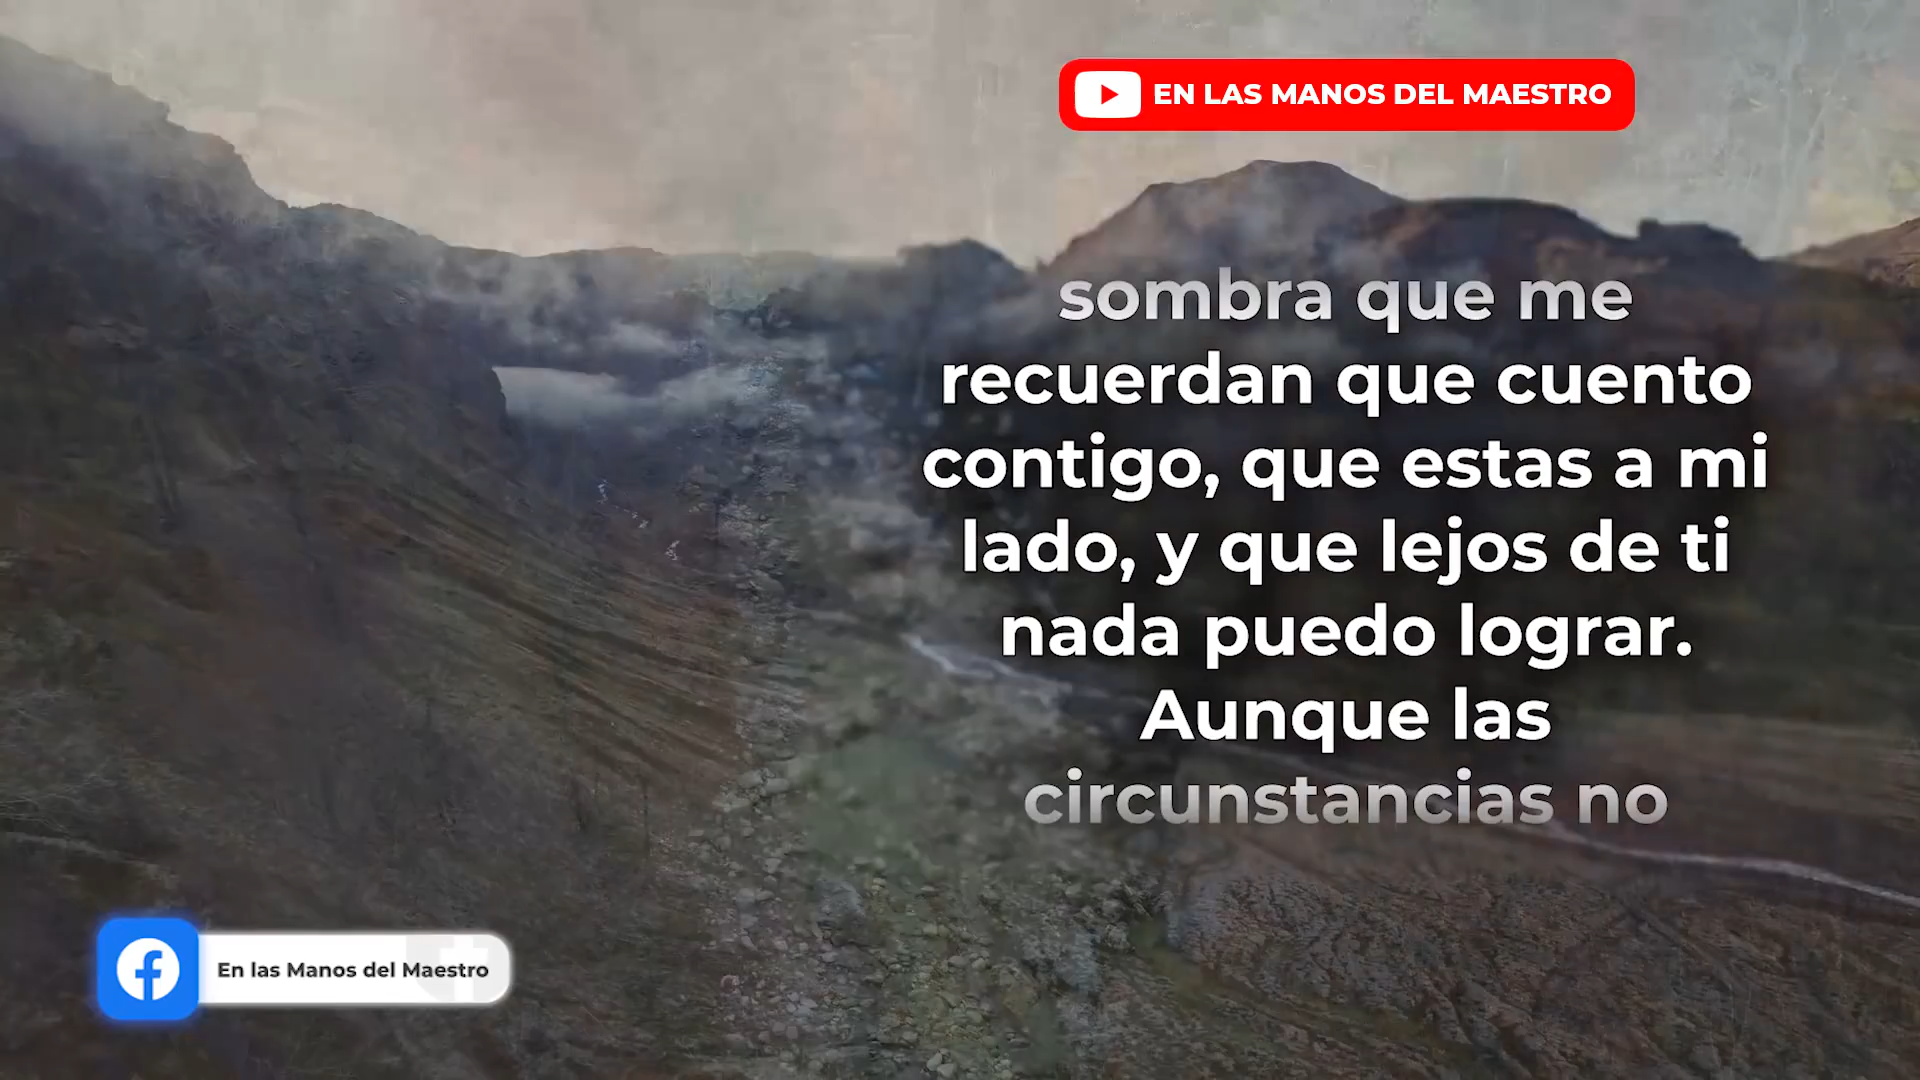 EN LAS MANOS DEL MAESTRO
sombra que me
recuerdan que cuento
contigo, que estas a mi
lado, y que lejos de ti
nada puedo lograr.
Aunque las
circunstancias no
En las Manos del Maestro